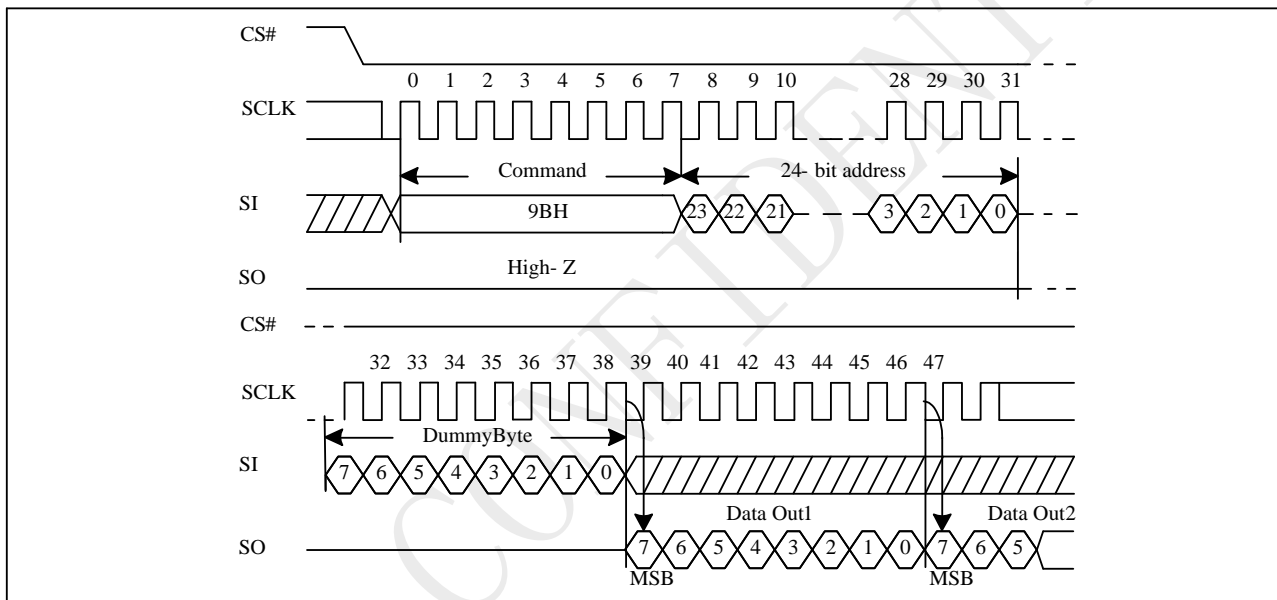 CS#
0 1 2 3 4 5 6 7 8 9 10 28 29 30 31
SCLK
Command 24- bit address
SI
9BH 23 22 21 3 2 1 0
High- Z
SO
CS#
32 33 34 35 36 37 38 39 40 41 42 43 44 45 46 47
SCLK
DummyByte
SI
7 6 5 4 3 2 1 0
Data Out1 Data Out2
SO
7 6 5 4 3 2 1 0 7 6 5
MSB MSB
CONFIDENT